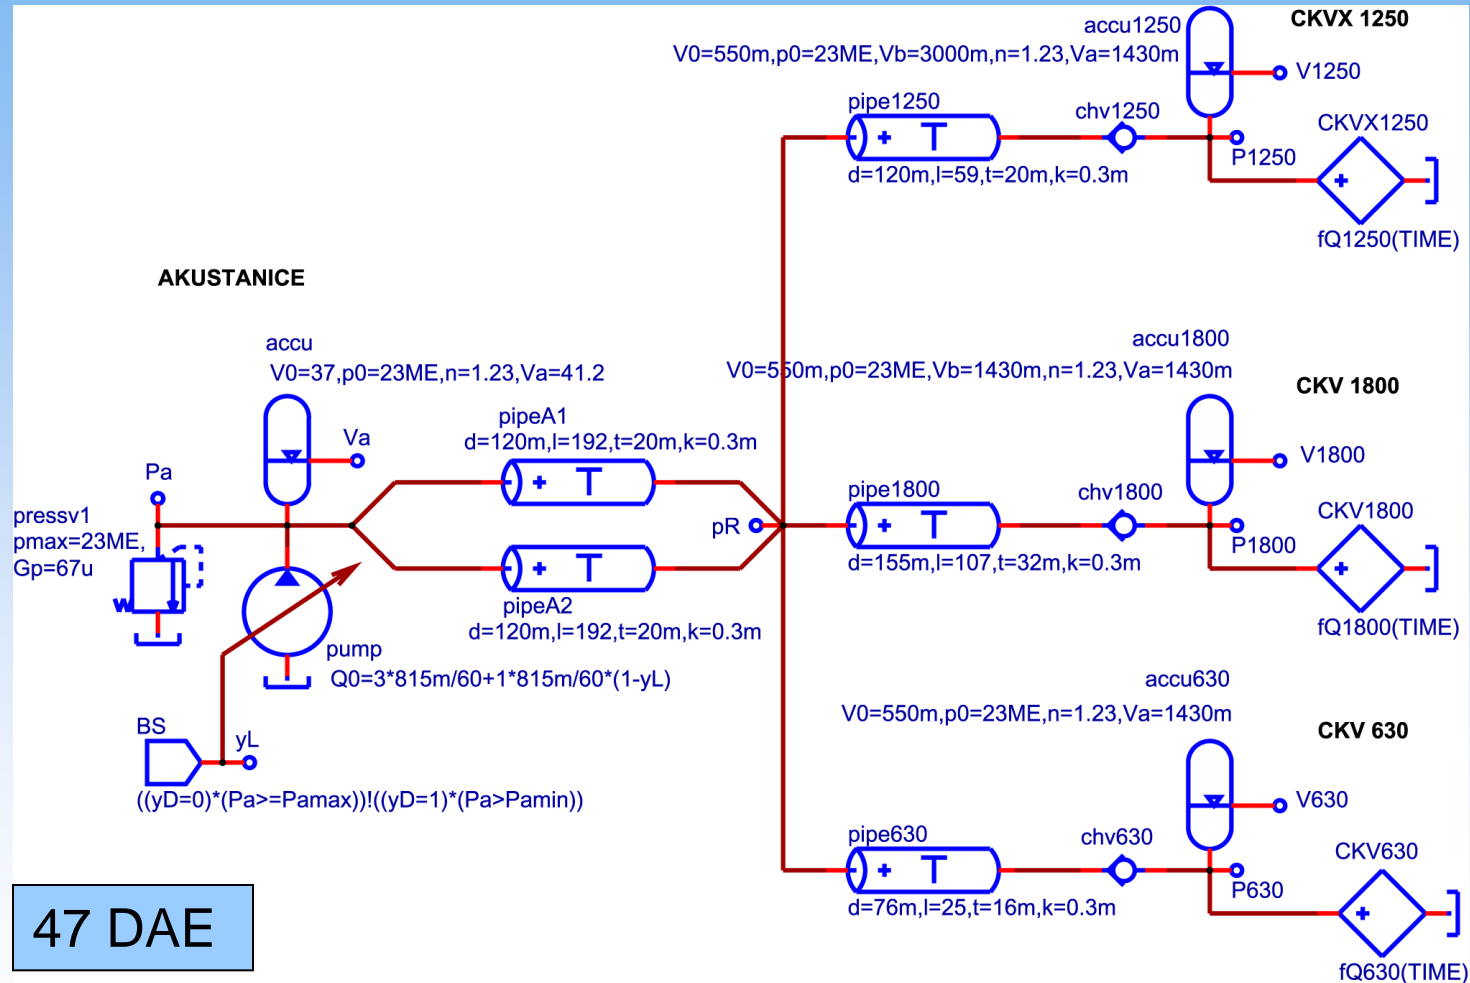 CKVX 1250
accu1250
V0=550m,p0=23ME,Vb=3000m,n=1.23,Va=1430m
V1250
pipe1250
T
d=120m,l=59,t=20m,k=0.3m
chv1250
P1250
CKVX1250
fQ1250(TIME)
AKUSTANICE
accu
V0=37,p0=23ME,n=1.23,Va=41.2
Va
Pa
pressv1
pmax=23ME,
Gp=67u
w
pipeA1
d=120m,l=192,t=20m,k=0.3m
T
T
pipeA2
d=120m,l=192,t=20m,k=0.3m
pump
Q0=3*815m/60+1*815m/60*(1-yL)
BS
yL
((yD=0)*(Pa>=Pamax))!((yD=1)*(Pa>Pamin))
pR
accu1800
V0=550m,p0=23ME,Vb=1430m,n=1.23,Va=1430m
CKV 1800
V1800
pipe1800
T
d=155m,l=107,t=32m,k=0.3m
chv1800
P1800
CKV1800
fQ1800(TIME)
accu630
V0=550m,p0=23ME,n=1.23,Va=1430m
CKV 630
V630
pipe630
T
d=76m,l=25,t=16m,k=0.3m
chv630
P630
CKV630
fQ630(TIME)
47 DAE